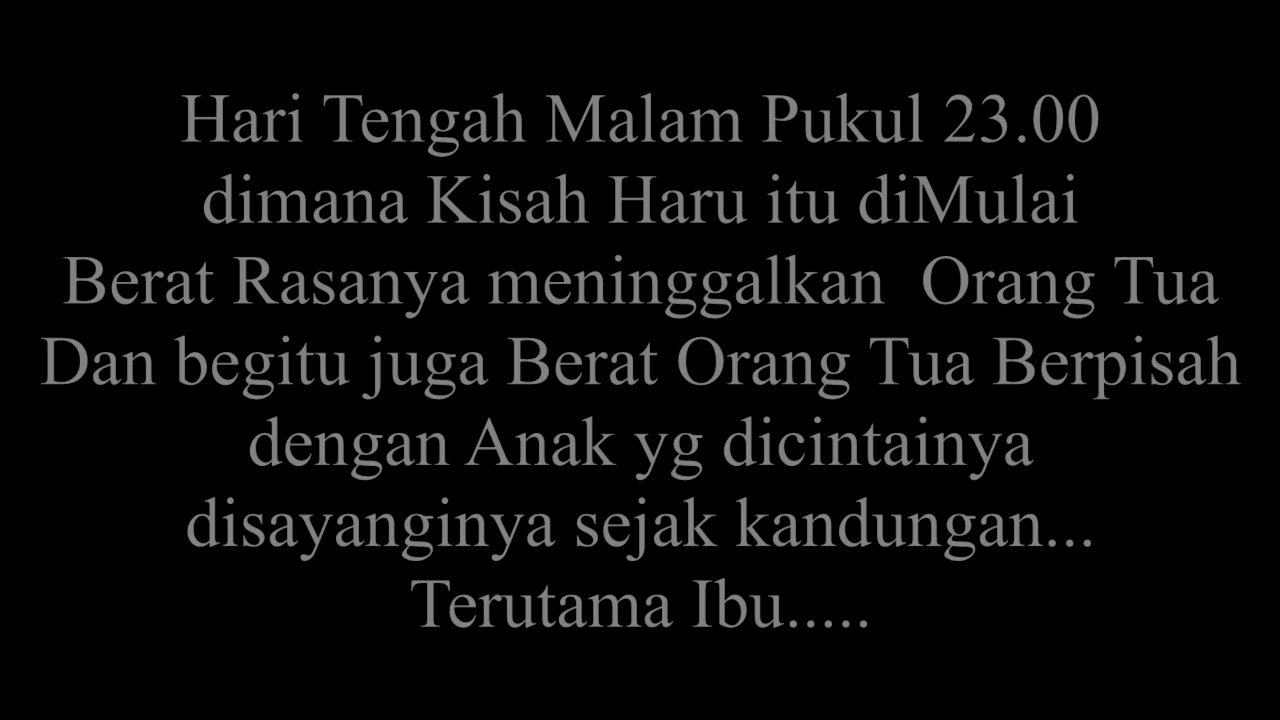 Hari Tengah Malam Pukul 23.00
dimana Kisah Haru itu diMulai
Berat Rasanya meninggalkan  Orang Tua
Dan begitu juga Berat Orang Tua Berpisah
dengan Anak yg dicintainya
disayanginya sejak kandungan...
Terutama Ibu.....